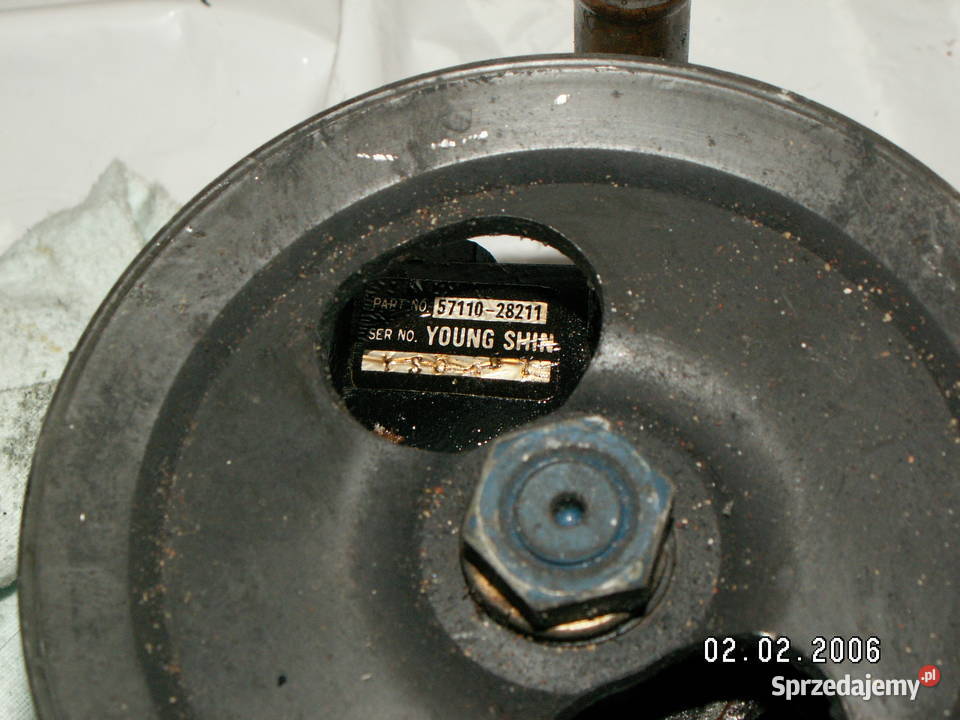 PART NO. 57110-28211
SER NO. YOUNG SHIN
02.02.2006
Sprzedajemy.pl